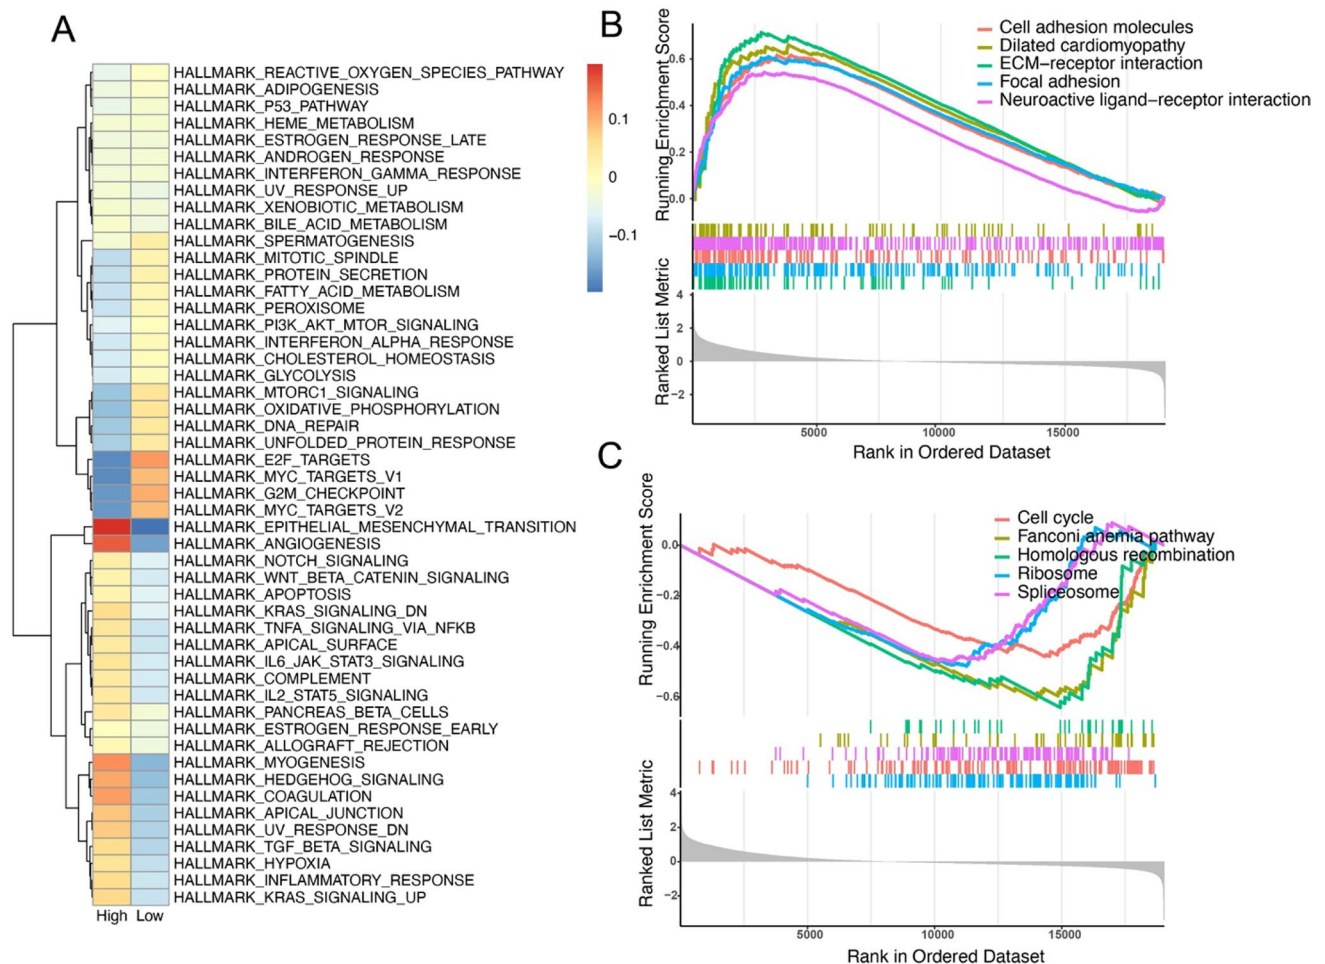 A
HALLMARK_REACTIVE_OXYGEN_SPECIES_PATHWAY
HALLMARK_ADIPOGENESIS
HALLMARK_P53_PATHWAY
HALLMARK_HEME_METABOLISM
HALLMARK_ESTROGEN_RESPONSE_LATE
HALLMARK_ANDROGEN_RESPONSE
HALLMARK_INTERFERON_GAMMA_RESPONSE
HALLMARK_UV_RESPONSE_UP
HALLMARK_XENOBIOTIC_METABOLISM
HALLMARK_BILE_ACID_METABOLISM
HALLMARK_SPERMATOGENESIS
HALLMARK_MITOTIC_SPINDLE
HALLMARK_PROTEIN_SECRETION
HALLMARK_FATTY_ACID_METABOLISM
HALLMARK_PEROXISOME
HALLMARK_PI3K_AKT_MTOR_SIGNALING
HALLMARK_INTERFERON_ALPHA_RESPONSE
HALLMARK_CHOLESTEROL_HOMEOSTASIS
HALLMARK_GLYCOLYSIS
HALLMARK_MTORC1_SIGNALING
HALLMARK_OXIDATIVE_PHOSPHORYLATION
HALLMARK_DNA_REPAIR
HALLMARK_UNFOLDED_PROTEIN_RESPONSE
HALLMARK_E2F_TARGETS
HALLMARK_MYC_TARGETS_V1
HALLMARK_G2M_CHECKPOINT
HALLMARK_MYC_TARGETS_V2
HALLMARK_EPITHELIAL_MESENCHYMAL_TRANSITION
HALLMARK_ANGIOGENESIS
HALLMARK_NOTCH_SIGNALING
HALLMARK_WNT_BETA_CATENIN_SIGNALING
HALLMARK_APOPTOSIS
HALLMARK_KRAS_SIGNALING_DN
HALLMARK_TNFA_SIGNALING_VIA_NFKB
HALLMARK_APICAL_SURFACE
HALLMARK_IL6_JAK_STAT3_SIGNALING
HALLMARK_COMPLEMENT
HALLMARK_IL2_STAT5_SIGNALING
HALLMARK_PANCREAS_BETA_CELLS
HALLMARK_ESTROGEN_RESPONSE_EARLY
HALLMARK_ALLOGRAFT_REJECTION
HALLMARK_MYOGENESIS
HALLMARK_HEDGEHOG_SIGNALING
HALLMARK_COAGULATION
HALLMARK_APICAL_JUNCTION
HALLMARK_UV_RESPONSE_DN
HALLMARK_TGF_BETA_SIGNALING
HALLMARK_HYPOXIA
HALLMARK_INFLAMMATORY_RESPONSE
HALLMARK_KRAS_SIGNALING_UP
High Low
0.1
0
−0.1
B
Running Enrichment Score
0.6
0.4
0.2
0.0
Cell adhesion molecules
Dilated cardiomyopathy
ECM−receptor interaction
Focal adhesion
Neuroactive ligand−receptor interaction
Ranked List Metric
4
2
0
−2
5000 10000 15000
Rank in Ordered Dataset
C
Running Enrichment Score
0.0
−0.2
−0.4
−0.6
Cell cycle
Fanconi anemia pathway
Homologous recombination
Ribosome
Spliceosome
Ranked List Metric
4
2
0
−2
5000 10000 15000
Rank in Ordered Dataset